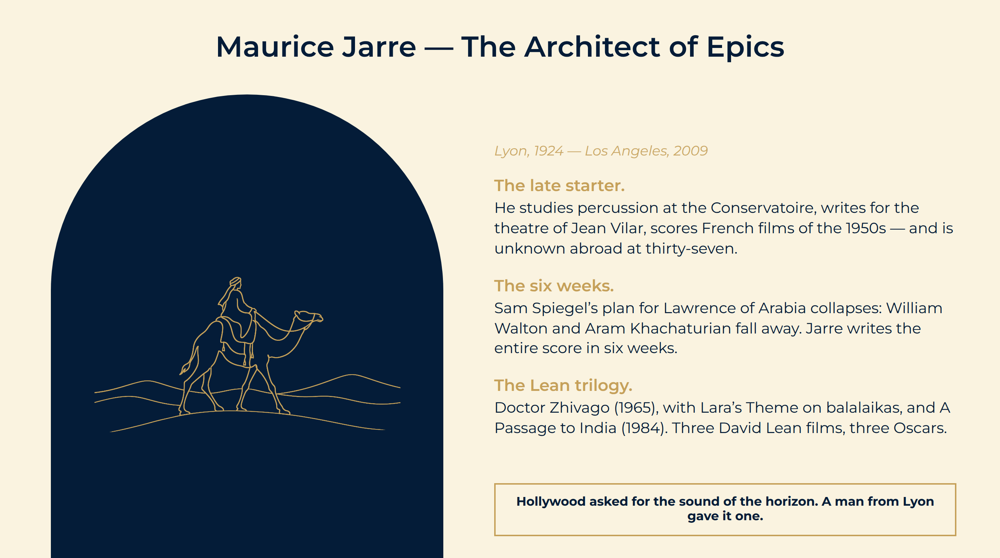 Maurice Jarre — The Architect of Epics
Lyon, 1924 — Los Angeles, 2009
The late starter.
He studies percussion at the Conservatoire, writes for the
theatre of Jean Vilar, scores French films of the 1950s — and is
unknown abroad at thirty-seven.
The six weeks.
Sam Spiegel’s plan for Lawrence of Arabia collapses: William
Walton and Aram Khachaturian fall away. Jarre writes the
entire score in six weeks.
The Lean trilogy.
Doctor Zhivago (1965), with Lara’s Theme on balalaikas, and A
Passage to India (1984). Three David Lean films, three Oscars.
Hollywood asked for the sound of the horizon. A man from Lyon
gave it one.